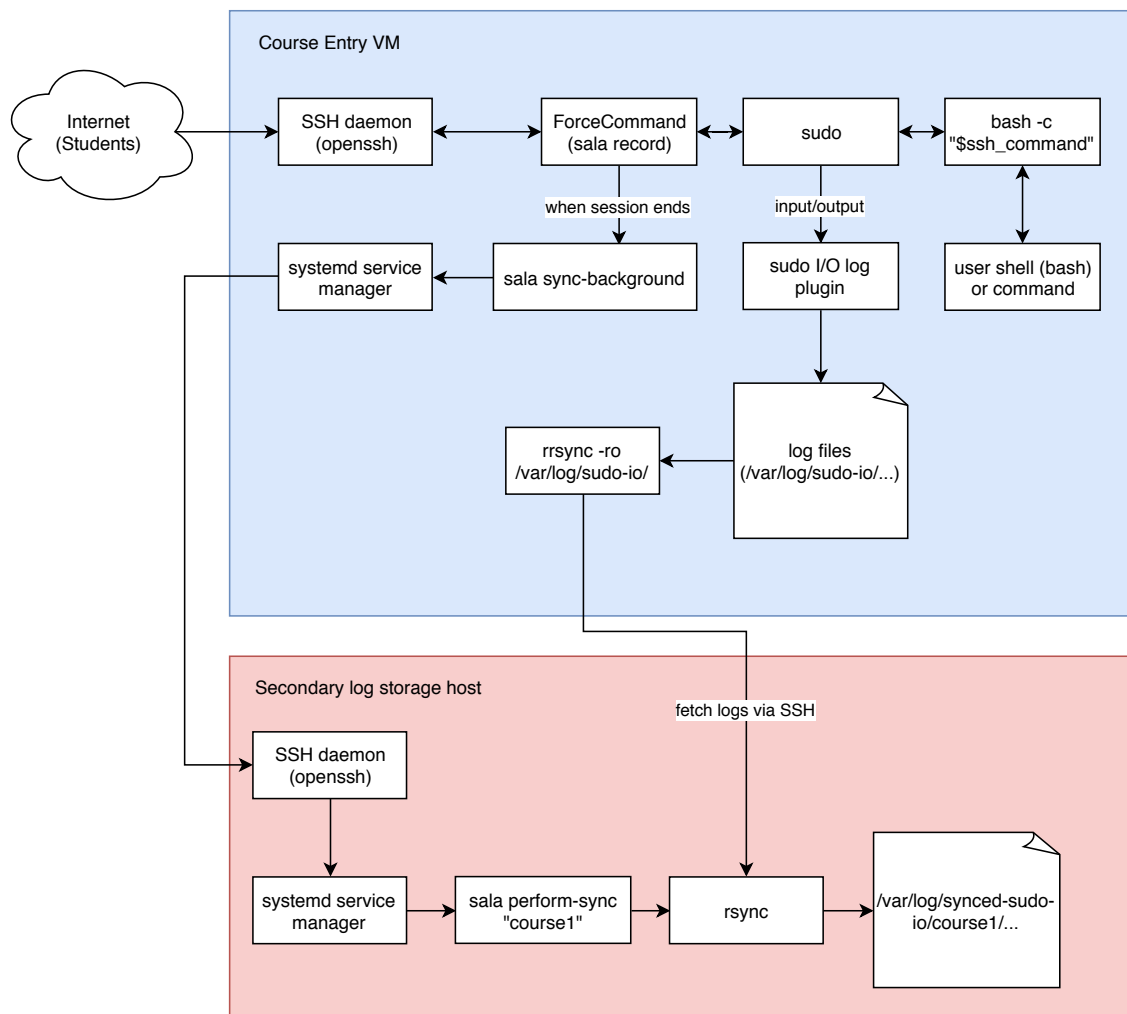 Course Entry VM
Internet
(Students)
SSH daemon
(openssh)
ForceCommand
(sala record)
sudo
bash -c
"$ssh_command"
when session ends
input/output
systemd service
manager
sala sync-background
sudo I/O log
plugin
user shell (bash)
or command
rrsync -ro
/var/log/sudo-io/
log files
(/var/log/sudo-io/...)
Secondary log storage host
fetch logs via SSH
SSH daemon
(openssh)
systemd service
manager
sala perform-sync
"course1"
rsync
/var/log/synced-sudo-
io/course1/...